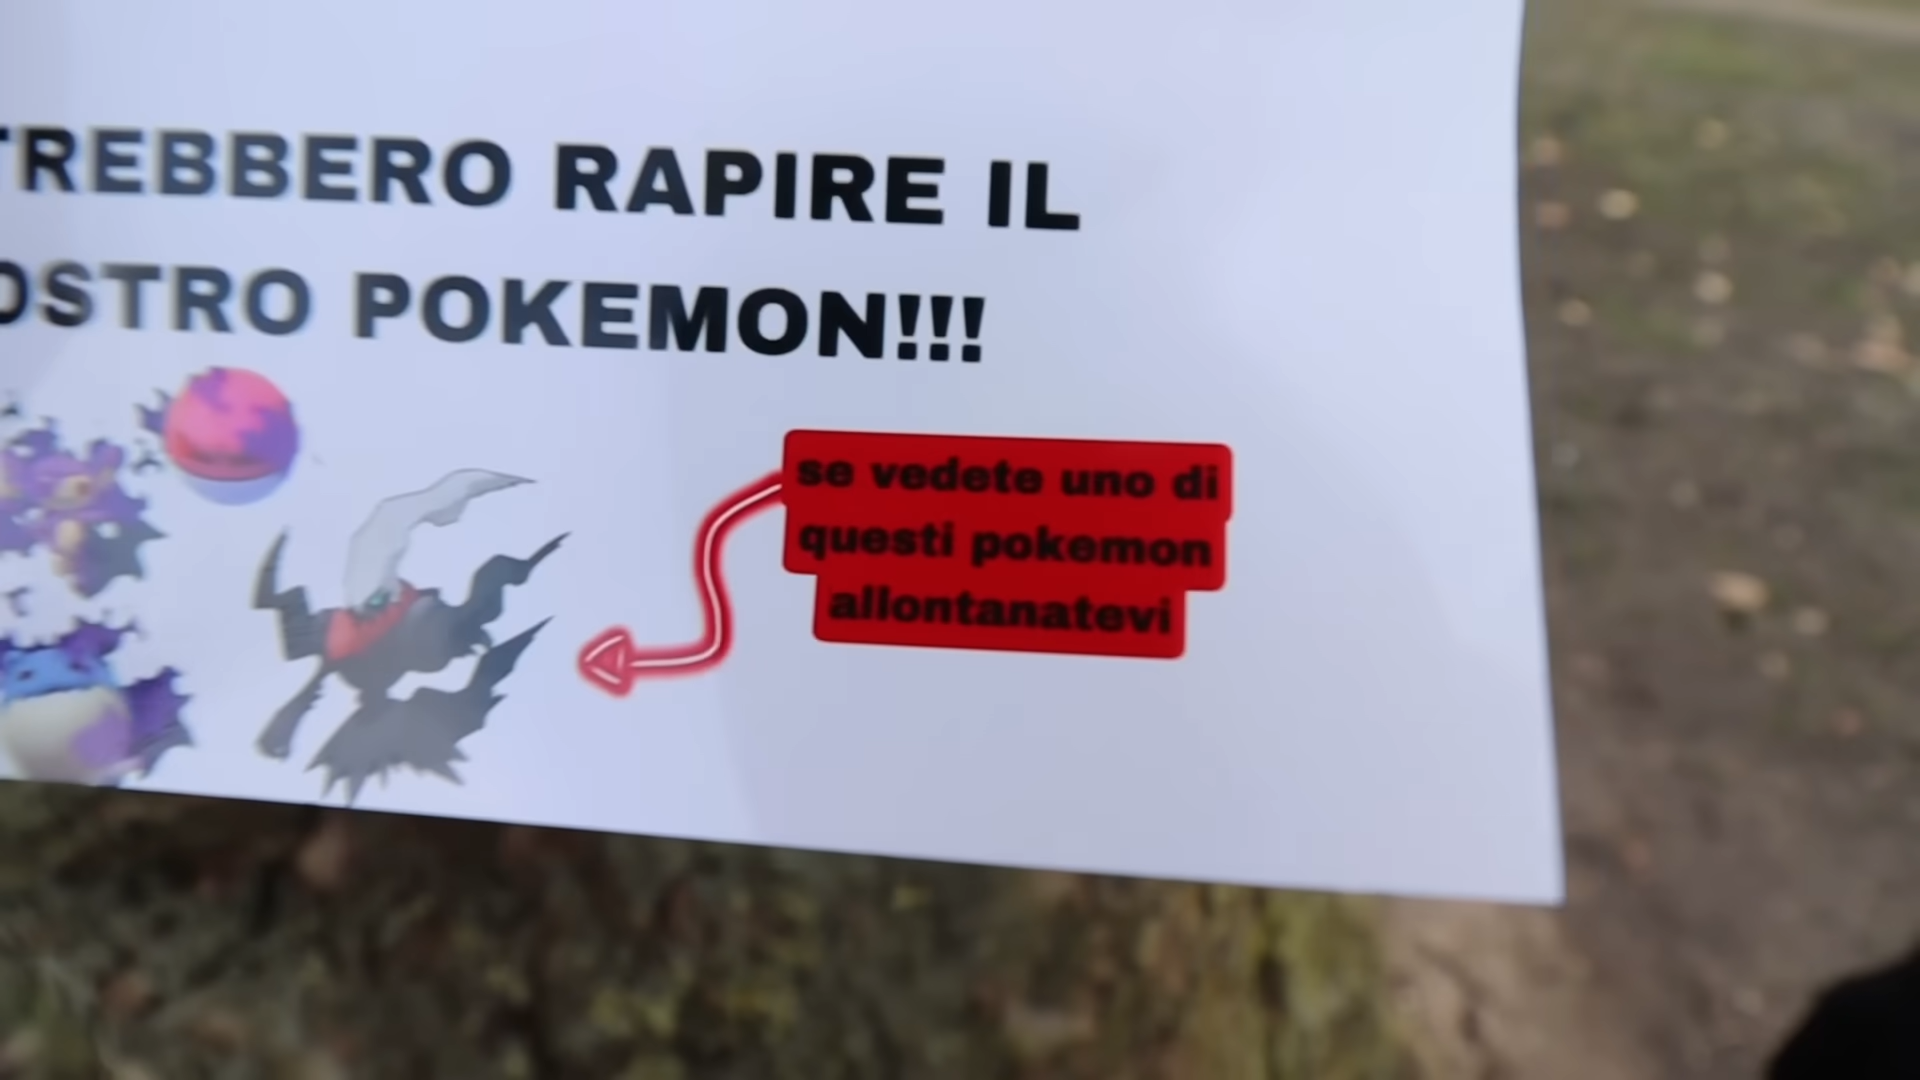 TREBBERO RAPIRE IL
OSTRO POKEMON!!!
se vedete uno di
questi pokemon
allontanatevi